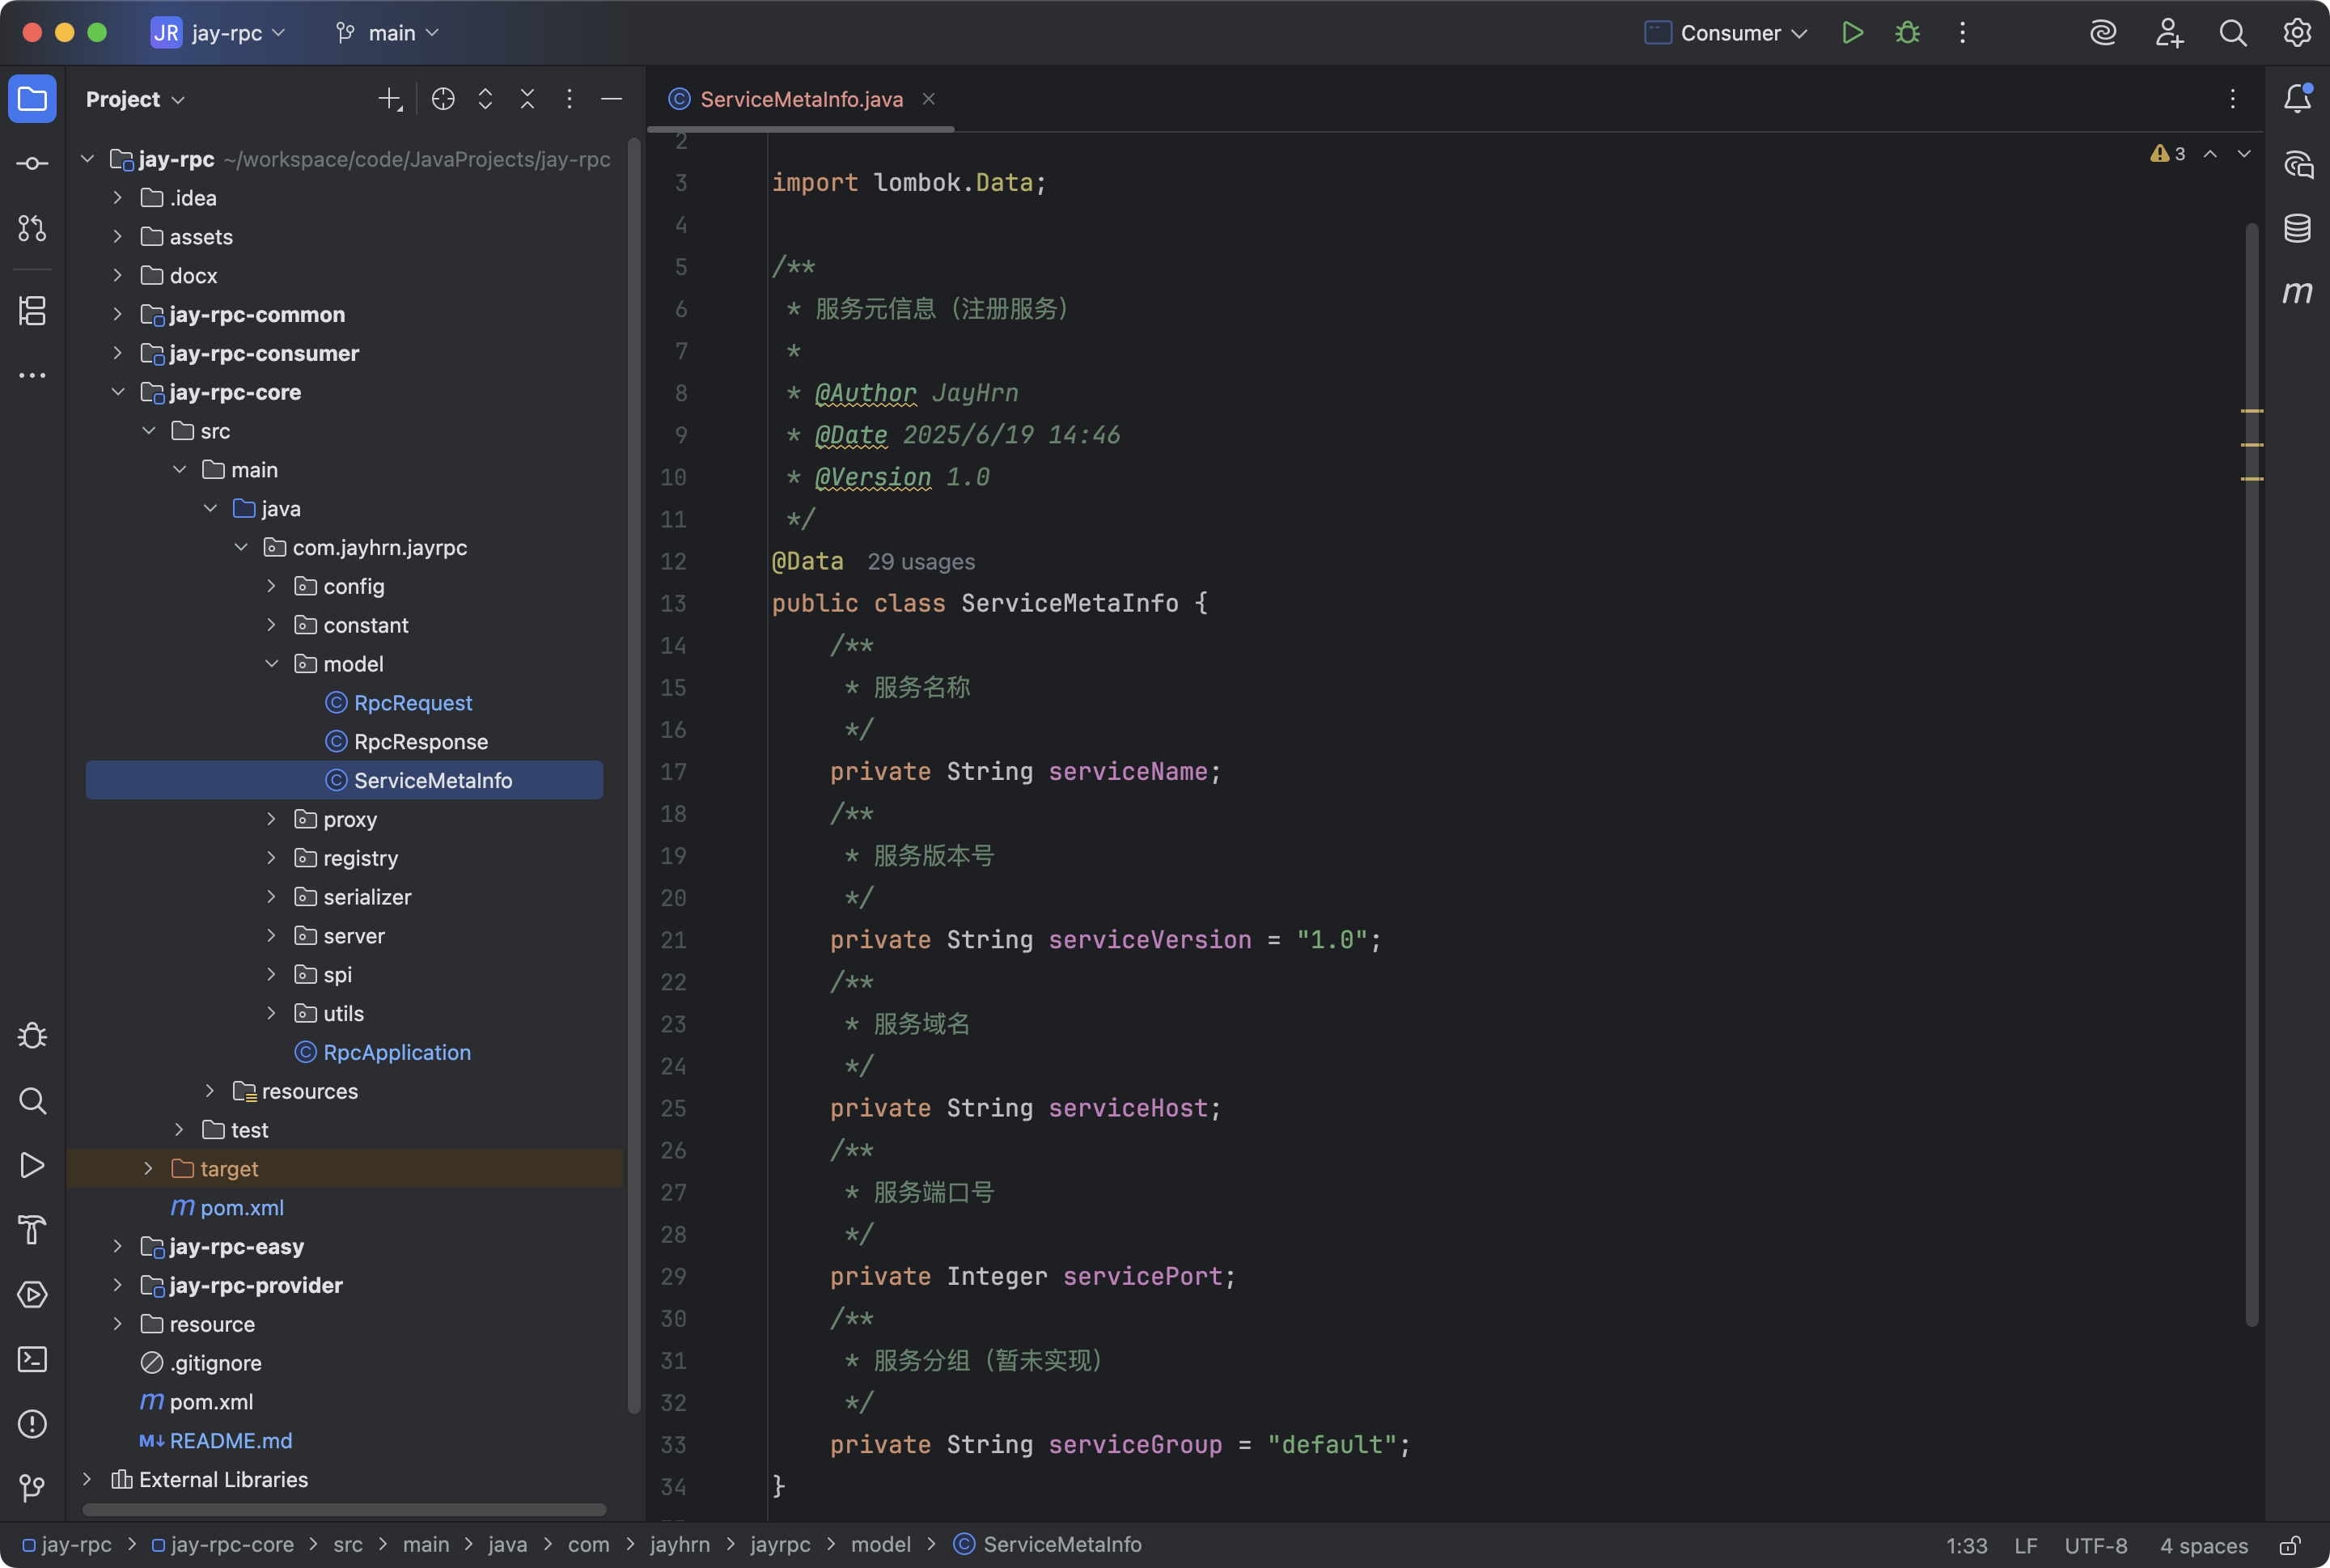 JR jay-rpc main Consumer
Project
jay-rpc ~/workspace/code/JavaProjects/jay-rpc
.idea
assets
docx
jay-rpc-common
jay-rpc-consumer
jay-rpc-core
src
main
java
com.jayhrn.jayrpc
config
constant
model
RpcRequest
RpcResponse
ServiceMetaInfo
proxy
registry
serializer
server
spi
utils
RpcApplication
resources
test
target
m pom.xml
jay-rpc-easy
jay-rpc-provider
resource
.gitignore
m pom.xml
M↓ README.md
External Libraries
C ServiceMetaInfo.java
3
2
3 import lombok.Data;
4
5 /**
6 * 服务元信息（注册服务）
7 *
8 * @Author JayHrn
9 * @Date 2025/6/19 14:46
10 * @Version 1.0
11 */
12 @Data 29 usages
13 public class ServiceMetaInfo {
14 /**
15 * 服务名称
16 */
17 private String serviceName;
18 /**
19 * 服务版本号
20 */
21 private String serviceVersion = "1.0";
22 /**
23 * 服务域名
24 */
25 private String serviceHost;
26 /**
27 * 服务端口号
28 */
29 private Integer servicePort;
30 /**
31 * 服务分组（暂未实现）
32 */
33 private String serviceGroup = "default";
34 }
m
jay-rpc > jay-rpc-core > src > main > java > com > jayhrn > jayrpc > model > C ServiceMetaInfo
1:33 LF UTF-8 4 spaces